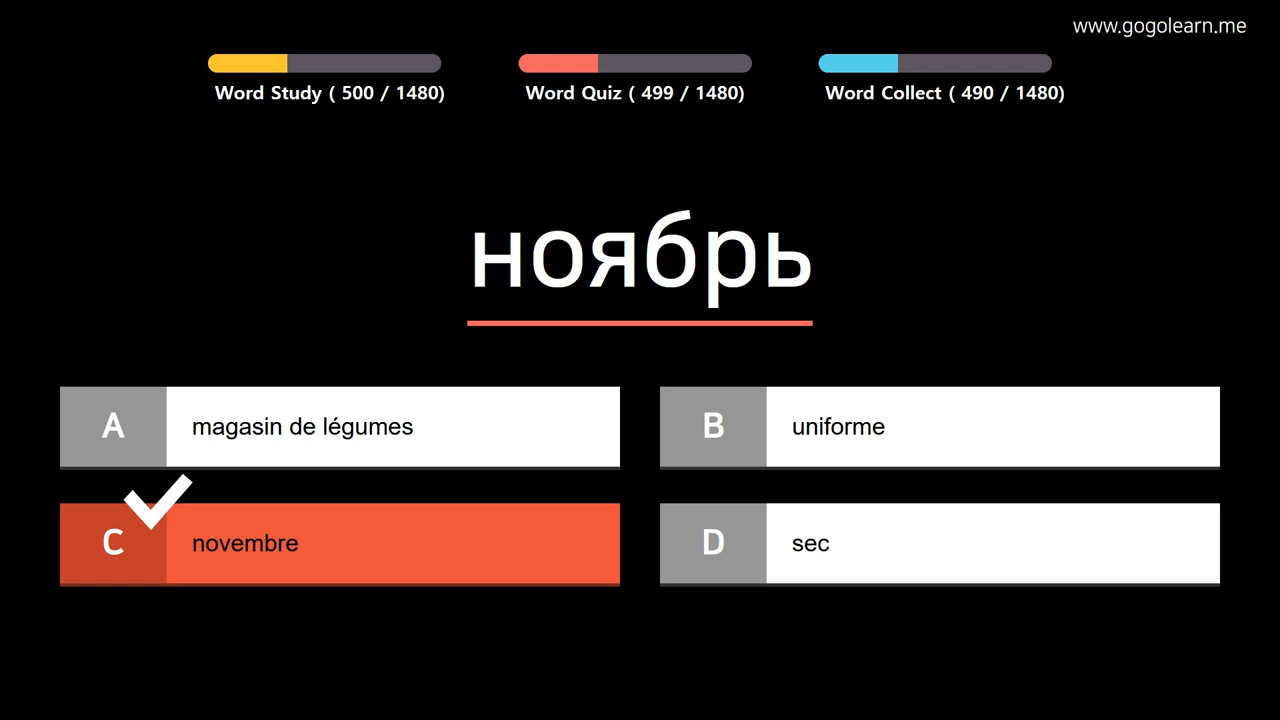 www.gogolearn.me
Word Study ( 500 / 1480)
Word Quiz ( 499 / 1480)
Word Collect ( 490 / 1480)
ноябрь
A magasin de légumes
B uniforme
C novembre
D sec